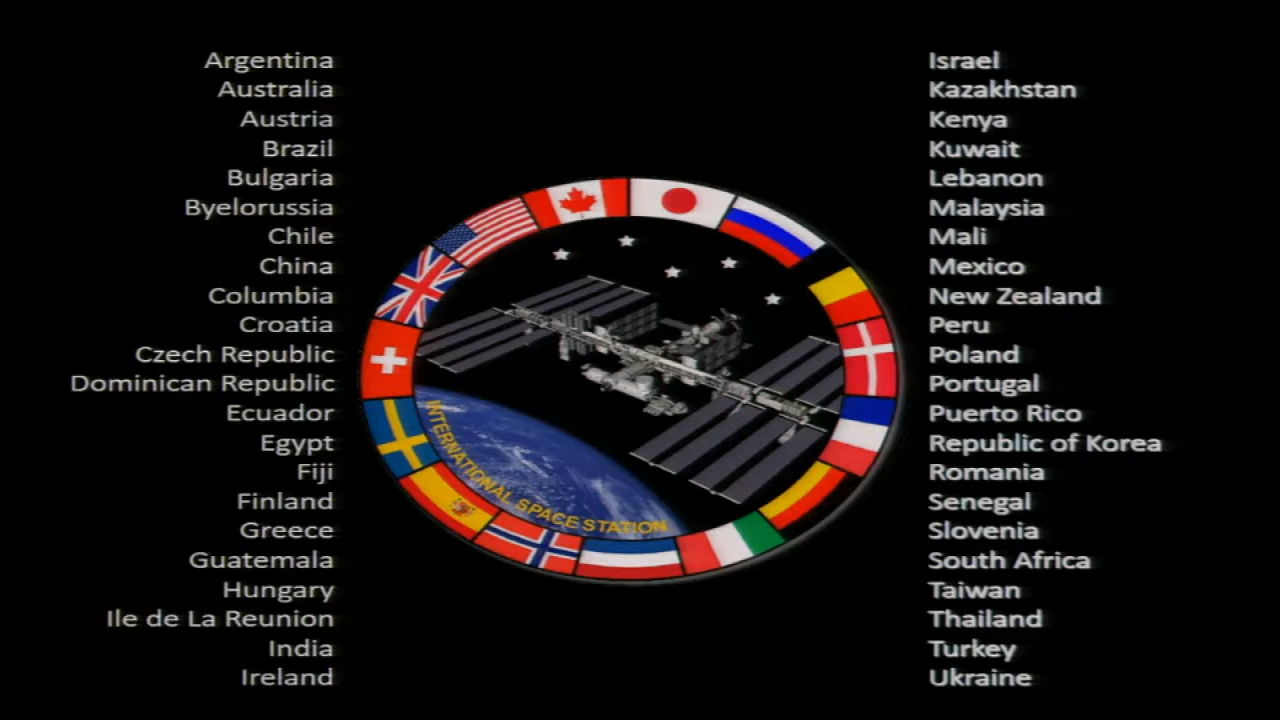 Argentina
Australia
Austria
Brazil
Bulgaria
Byelorussia
Chile
China
Columbia
Croatia
Czech Republic
Dominican Republic
Ecuador
Egypt
Fiji
Finland
Greece
Guatemala
Hungary
Ile de La Reunion
India
Ireland
INTERNATIONAL SPACE STATION
Israel
Kazakhstan
Kenya
Kuwait
Lebanon
Malaysia
Mali
Mexico
New Zealand
Peru
Poland
Portugal
Puerto Rico
Republic of Korea
Romania
Senegal
Slovenia
South Africa
Taiwan
Thailand
Turkey
Ukraine